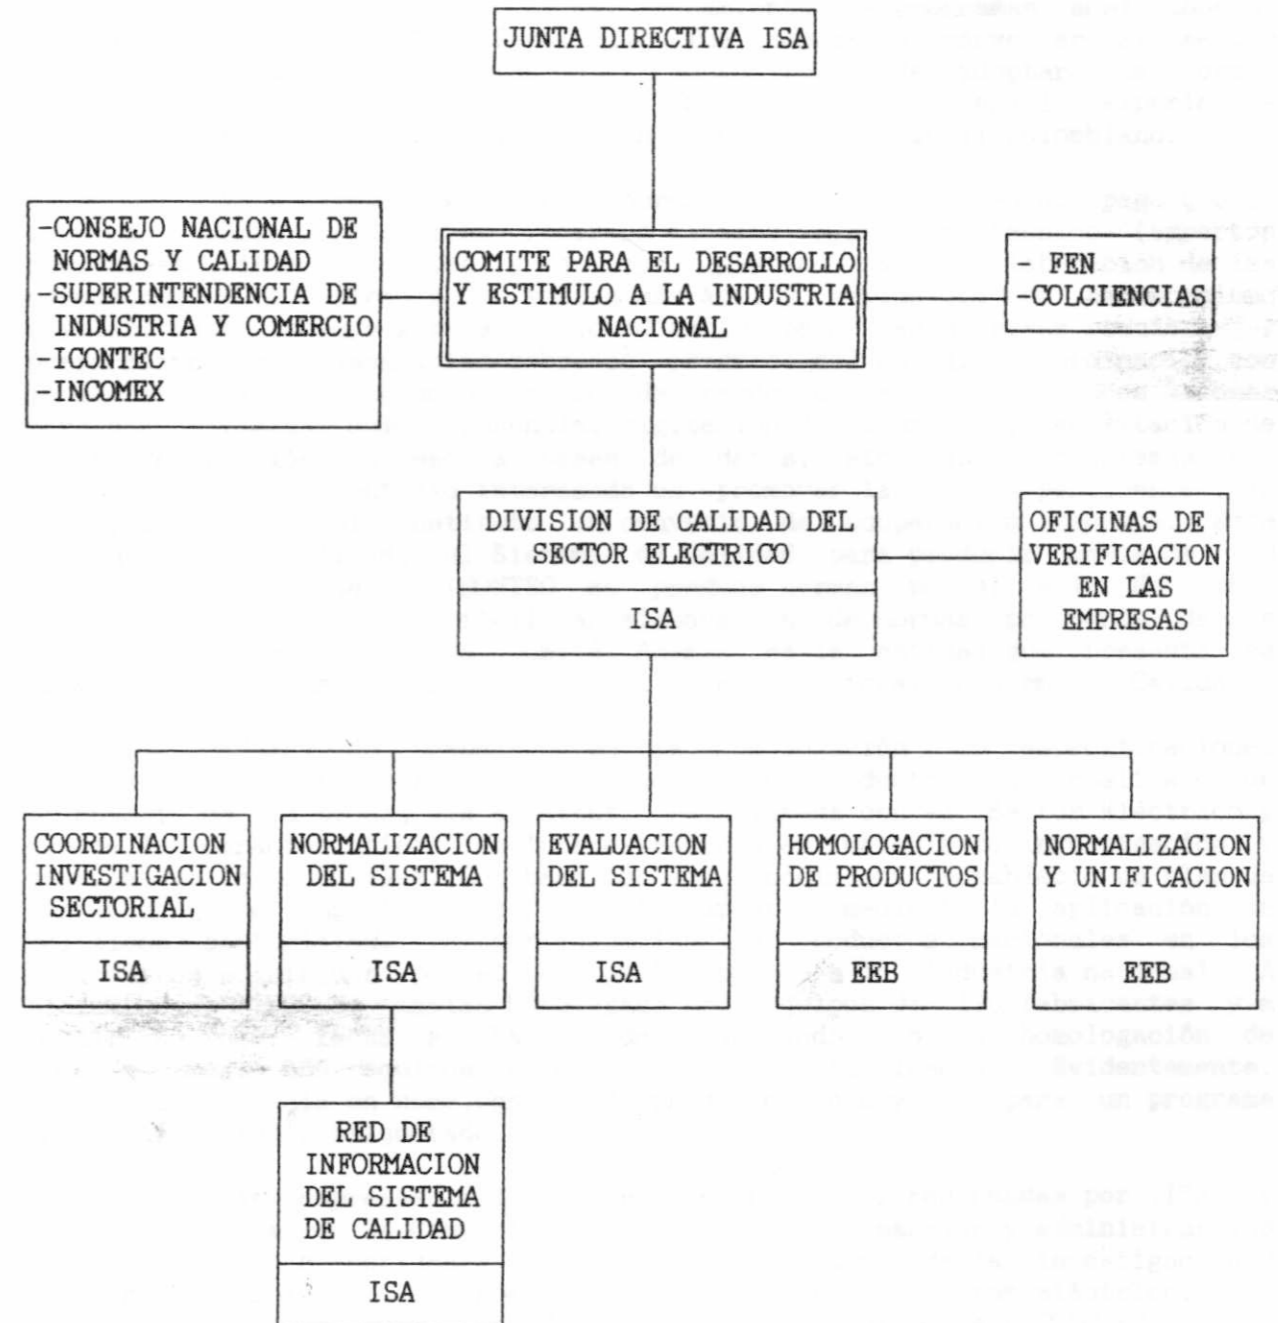 JUNTA DIRECTIVA ISA
-CONSEJO NACIONAL DE
NORMAS Y CALIDAD
-SUPERINTENDENCIA DE
INDUSTRIA Y COMERCIO
-ICONTEC
-INCOMEX
COMITE PARA EL DESARROLLO
Y ESTIMULO A LA INDUSTRIA
NACIONAL
- FEN
-COLCIENCIAS
DIVISION DE CALIDAD DEL
SECTOR ELECTRICO
ISA
OFICINAS DE
VERIFICACION
EN LAS
EMPRESAS
COORDINACION
INVESTIGACION
SECTORIAL
ISA
NORMALIZACION
DEL SISTEMA
ISA
EVALUACION
DEL SISTEMA
ISA
HOMOLOGACION
DE PRODUCTOS
EEB
NORMALIZACION
Y UNIFICACION
EEB
RED DE
INFORMACION
DEL SISTEMA
DE CALIDAD
ISA